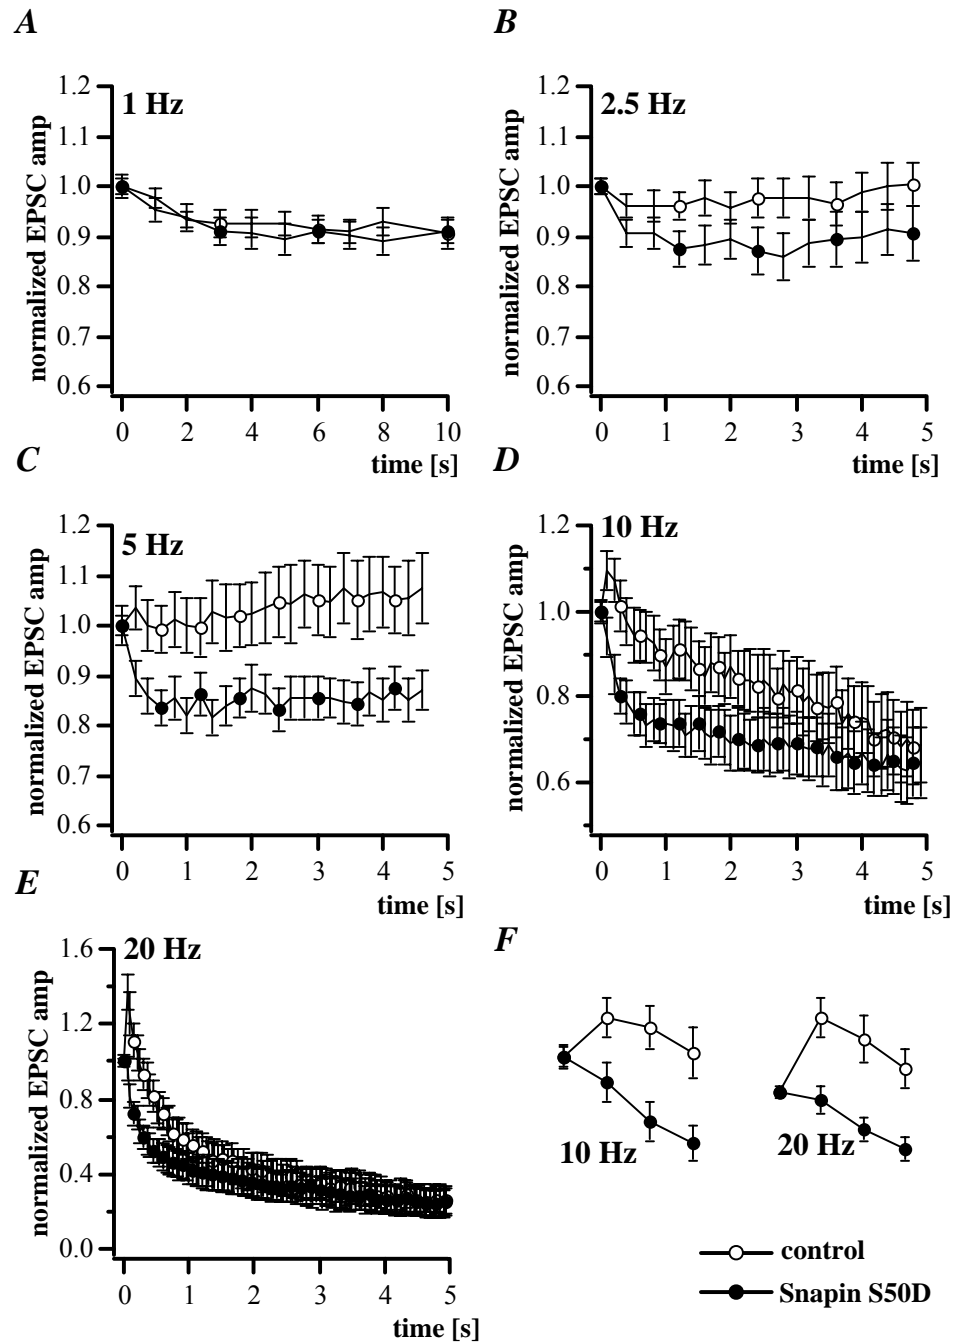 A
B
normalized EPSC amp
1.2
1.1
1.0
0.9
0.8
0.7
0.6
1 Hz
0 2 4 6 8 10
time [s]
normalized EPSC amp
1.2
1.1
1.0
0.9
0.8
0.7
0.6
2.5 Hz
0 1 2 3 4 5
time [s]
C
D
normalized EPSC amp
1.2
1.1
1.0
0.9
0.8
0.7
0.6
5 Hz
0 1 2 3 4 5
time [s]
normalized EPSC amp
1.2
1.0
0.8
0.6
10 Hz
0 1 2 3 4 5
time [s]
E
F
normalized EPSC amp
1.6
1.2
0.8
0.4
0.0
20 Hz
0 1 2 3 4 5
time [s]
10 Hz
20 Hz
control
Snapin S50D